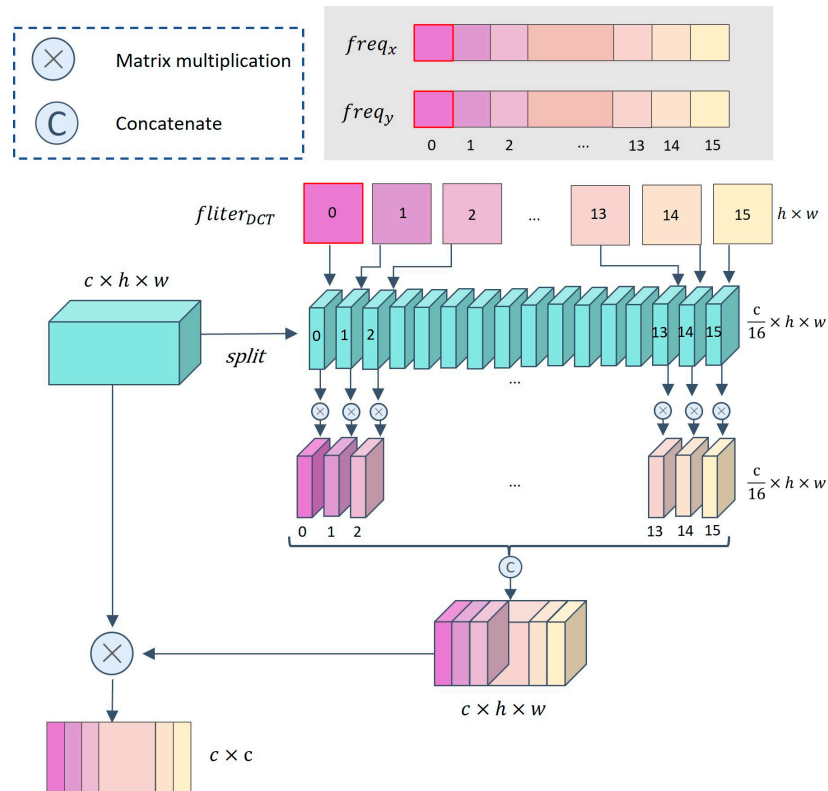 Matrix multiplication
C Concatenate
freq_x
freq_y
0 1 2 ... 13 14 15
fliter_DCT 0 1 2 ... 13 14 15 h × w
c × h × w
split
0 1 2 13 14 15 c/16 × h × w
...
... c/16 × h × w
0 1 2 13 14 15
C
c × h × w
c × c